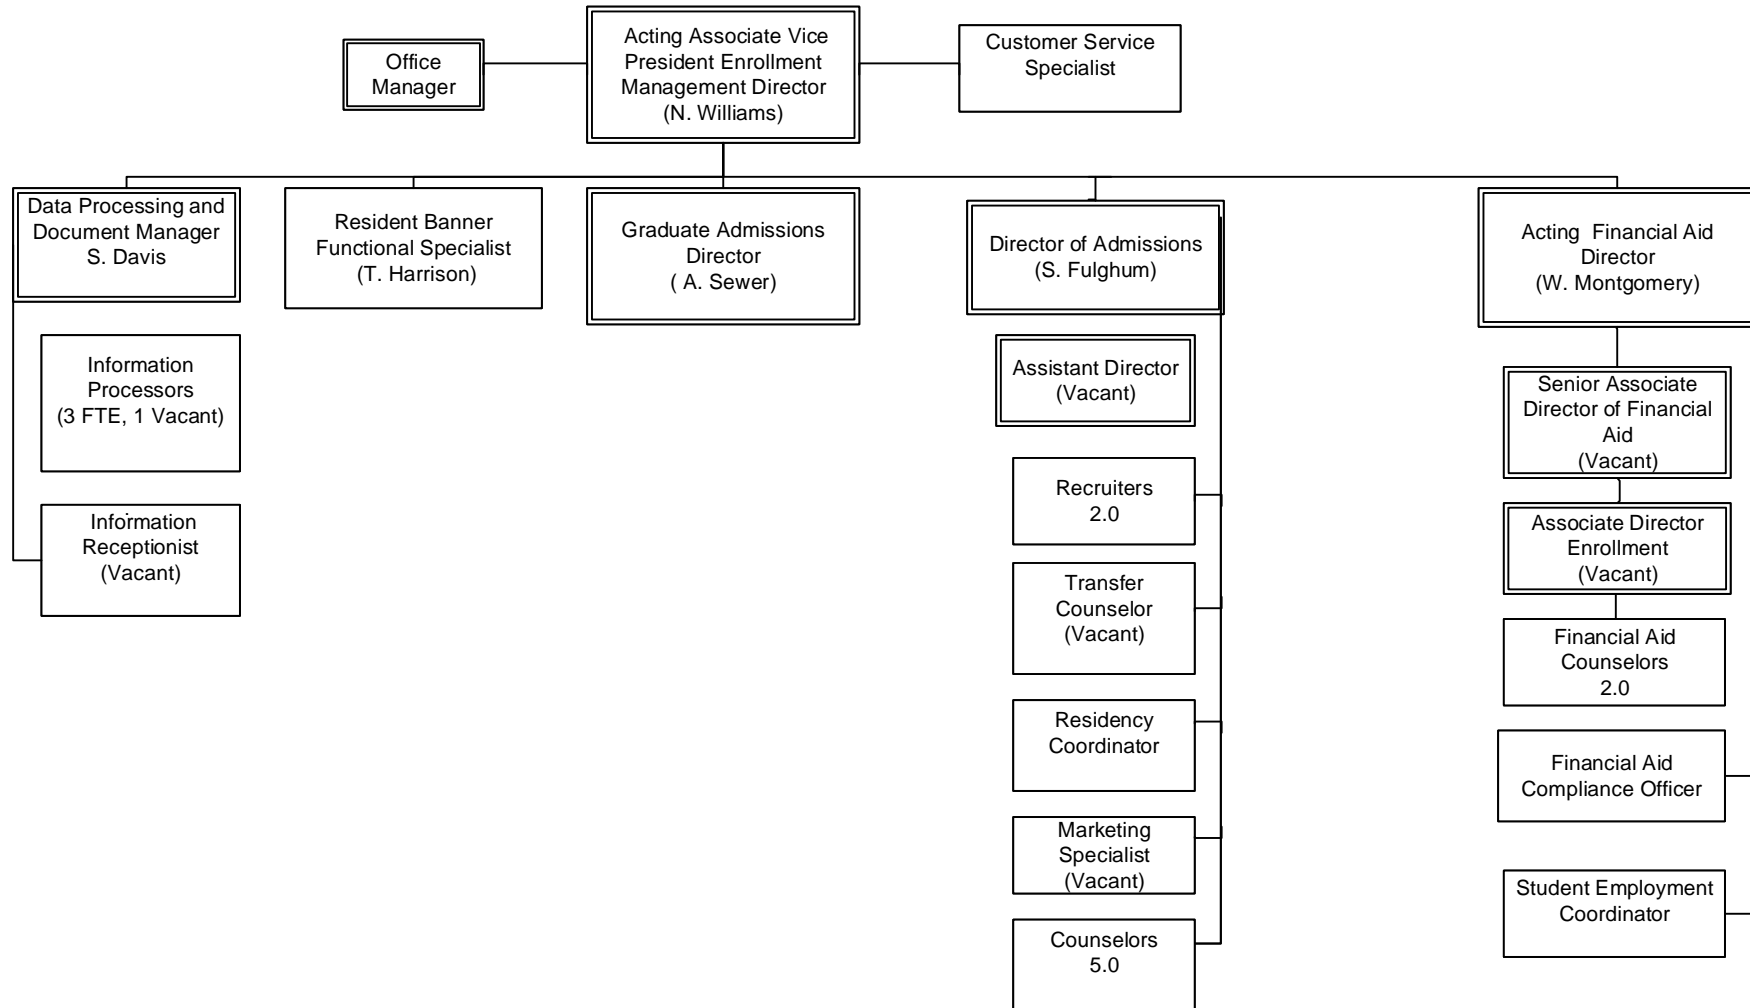 Office
Manager
Acting Associate Vice
President Enrollment
Management Director
(N. Williams)
Customer Service
Specialist
Data Processing and
Document Manager
S. Davis
Resident Banner
Functional Specialist
(T. Harrison)
Graduate Admissions
Director
( A. Sewer)
Director of Admissions
(S. Fulghum)
Acting  Financial Aid
Director
(W. Montgomery)
Information
Processors
(3 FTE, 1 Vacant)
Information
Receptionist
(Vacant)
Assistant Director
(Vacant)
Recruiters
2.0
Transfer
Counselor
(Vacant)
Residency
Coordinator
Marketing
Specialist
(Vacant)
Counselors
5.0
Senior Associate
Director of Financial
Aid
(Vacant)
Associate Director
Enrollment
(Vacant)
Financial Aid
Counselors
2.0
Financial Aid
Compliance Officer
Student Employment
Coordinator